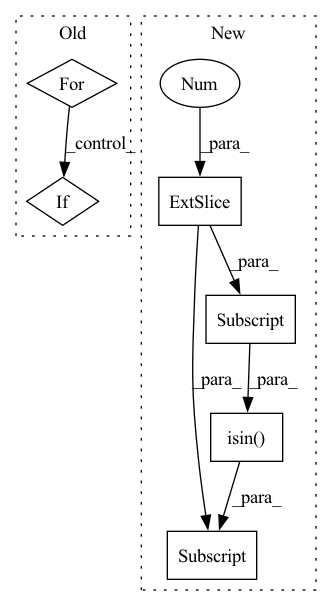 Old
New
For
Num
_control_
_para_
If
ExtSlice
_para_
Subscript
_para_
_para_
isin()
_para_
Subscript